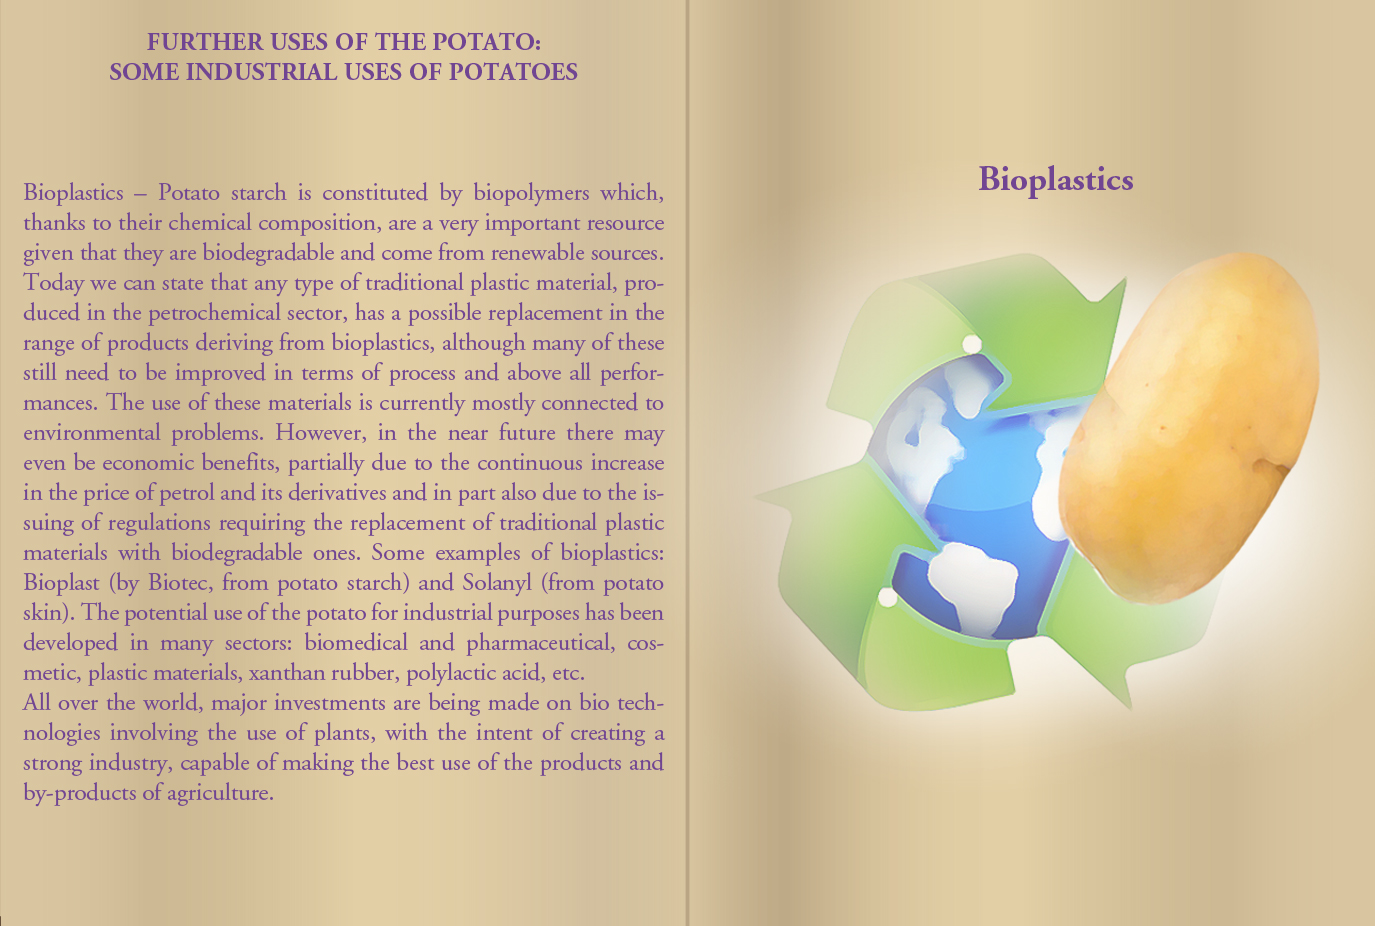 FURTHER USES OF THE POTATO:
SOME INDUSTRIAL USES OF POTATOES
Bioplastics – Potato starch is constituted by biopolymers which,
thanks to their chemical composition, are a very important resource
given that they are biodegradable and come from renewable sources.
Today we can state that any type of traditional plastic material, pro-
duced in the petrochemical sector, has a possible replacement in the
range of products deriving from bioplastics, although many of these
still need to be improved in terms of process and above all perfor-
mances. The use of these materials is currently mostly connected to
environmental problems. However, in the near future there may
even be economic benefits, partially due to the continuous increase
in the price of petrol and its derivatives and in part also due to the is-
suing of regulations requiring the replacement of traditional plastic
materials with biodegradable ones. Some examples of bioplastics:
Bioplast (by Biotec, from potato starch) and Solanyl (from potato
skin). The potential use of the potato for industrial purposes has been
developed in many sectors: biomedical and pharmaceutical, cos-
metic, plastic materials, xanthan rubber, polylactic acid, etc.
All over the world, major investments are being made on bio tech-
nologies involving the use of plants, with the intent of creating a
strong industry, capable of making the best use of the products and
by-products of agriculture.
Bioplastics